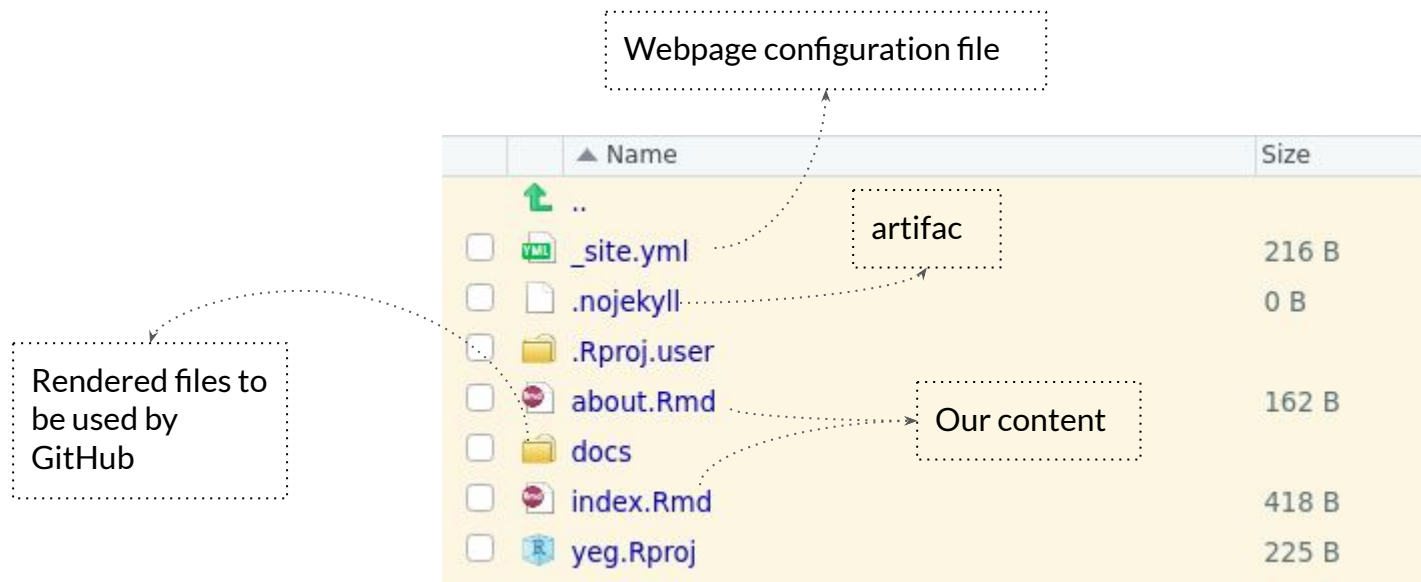 Webpage configuration file
Name Size
..
artifac
YML _site.yml 216 B
.nojekyll 0 B
.Rproj.user
Rendered files to
be used by
GitHub
about.Rmd 162 B
Our content
docs
index.Rmd 418 B
R yeg.Rproj 225 B